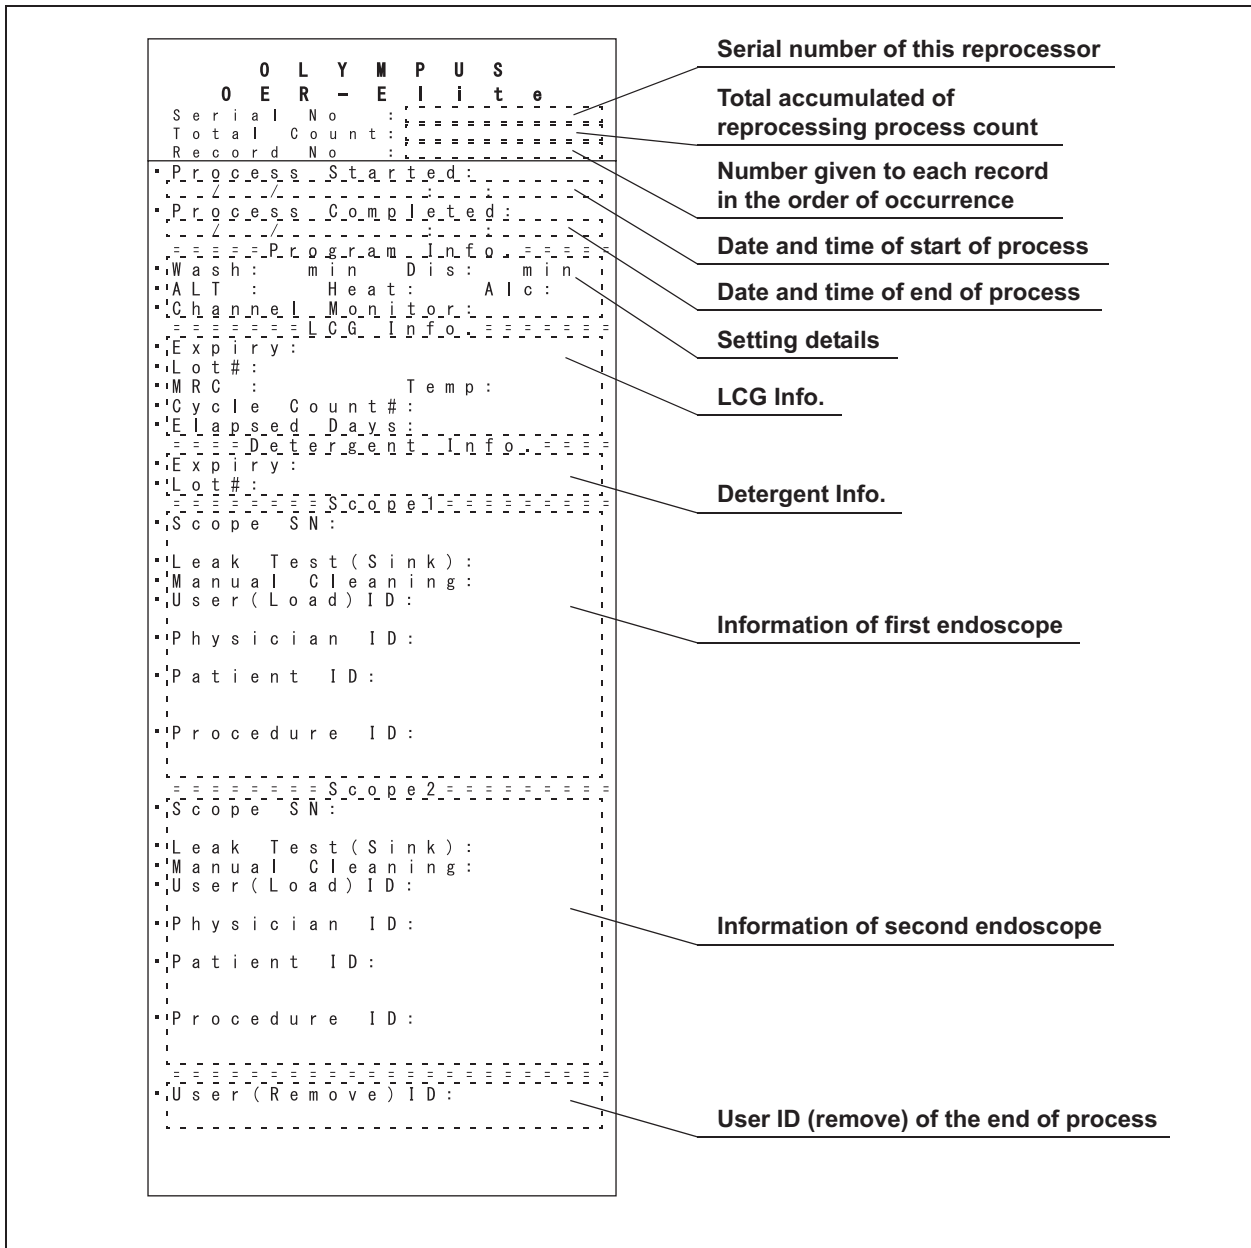 OLYMPUS
OER-Elite
Serial No :
Total Count:
Record No :
Process Started:
/ / : :
Process Completed:
/ / : :
=====Program Info.=====
Wash: min Dis: min
ALT : Heat: Alc:
Channel Monitor:
=======LCG Info.=======
Expiry:
Lot#:
MRC : Temp:
Cycle Count#:
Elapsed Days:
====Detergent Info.====
Expiry:
Lot#:
========Scope1=========
Scope SN:
Leak Test(Sink):
Manual Cleaning:
User(Load)ID:
Physician ID:
Patient ID:
Procedure ID:
========Scope2=========
Scope SN:
Leak Test(Sink):
Manual Cleaning:
User(Load)ID:
Physician ID:
Patient ID:
Procedure ID:
=======================
User(Remove)ID:
Serial number of this reprocessor
Total accumulated of
reprocessing process count
Number given to each record
in the order of occurrence
Date and time of start of process
Date and time of end of process
Setting details
LCG Info.
Detergent Info.
Information of first endoscope
Information of second endoscope
User ID (remove) of the end of process